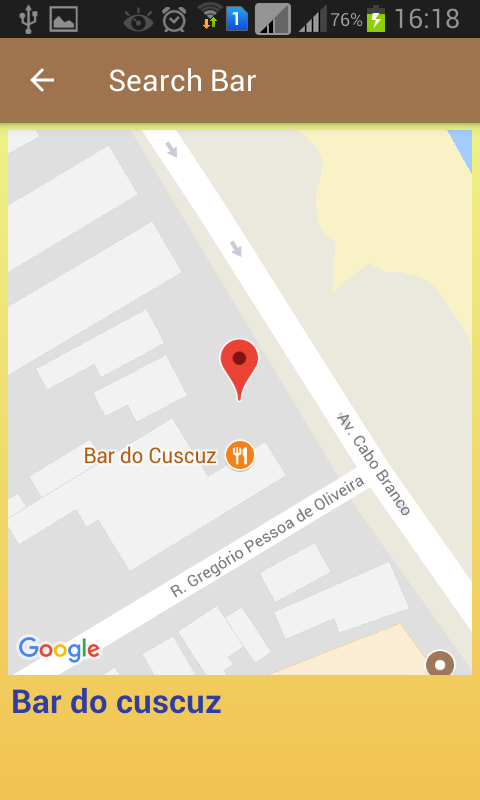 1 76% 16:18
Search Bar
Av. Cabo Branco
Bar do Cuscuz
R. Gregório Pessoa de Oliveira
Google
Bar do cuscuz